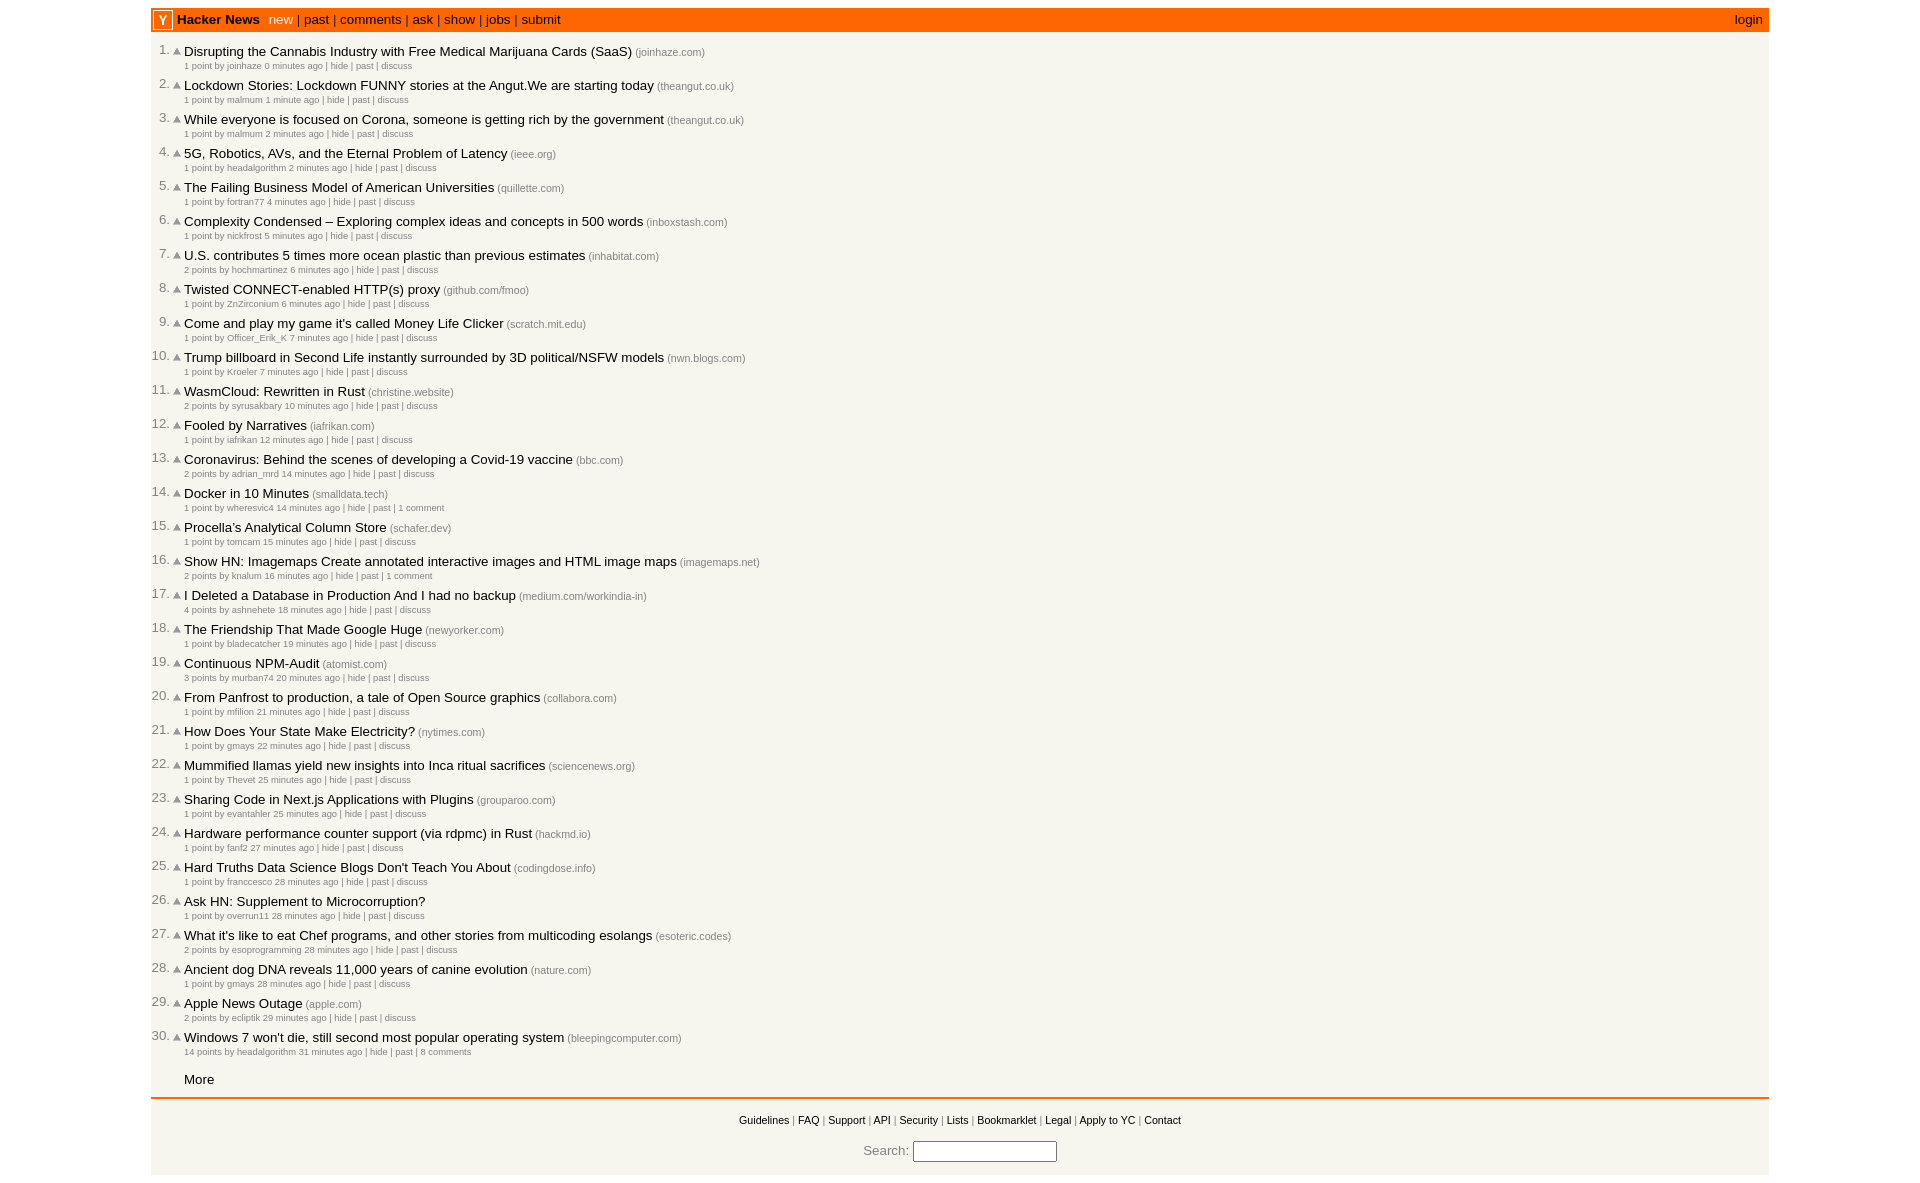 Y Hacker News new | past | comments | ask | show | jobs | submit login
1. Disrupting the Cannabis Industry with Free Medical Marijuana Cards (SaaS) (joinhaze.com)
1 point by joinhaze 0 minutes ago | hide | past | discuss
2. Lockdown Stories: Lockdown FUNNY stories at the Angut.We are starting today (theangut.co.uk)
1 point by malmum 1 minute ago | hide | past | discuss
3. While everyone is focused on Corona, someone is getting rich by the government (theangut.co.uk)
1 point by malmum 2 minutes ago | hide | past | discuss
4. 5G, Robotics, AVs, and the Eternal Problem of Latency (ieee.org)
1 point by headalgorithm 2 minutes ago | hide | past | discuss
5. The Failing Business Model of American Universities (quillette.com)
1 point by fortran77 4 minutes ago | hide | past | discuss
6. Complexity Condensed – Exploring complex ideas and concepts in 500 words (inboxstash.com)
1 point by nickfrost 5 minutes ago | hide | past | discuss
7. U.S. contributes 5 times more ocean plastic than previous estimates (inhabitat.com)
2 points by hochmartinez 6 minutes ago | hide | past | discuss
8. Twisted CONNECT-enabled HTTP(s) proxy (github.com/fmoo)
1 point by ZnZirconium 6 minutes ago | hide | past | discuss
9. Come and play my game it's called Money Life Clicker (scratch.mit.edu)
1 point by Officer_Erik_K 7 minutes ago | hide | past | discuss
10. Trump billboard in Second Life instantly surrounded by 3D political/NSFW models (nwn.blogs.com)
1 point by Kroeler 7 minutes ago | hide | past | discuss
11. WasmCloud: Rewritten in Rust (christine.website)
2 points by syrusakbary 10 minutes ago | hide | past | discuss
12. Fooled by Narratives (iafrikan.com)
1 point by iafrikan 12 minutes ago | hide | past | discuss
13. Coronavirus: Behind the scenes of developing a Covid-19 vaccine (bbc.com)
2 points by adrian_mrd 14 minutes ago | hide | past | discuss
14. Docker in 10 Minutes (smalldata.tech)
1 point by wheresvic4 14 minutes ago | hide | past | 1 comment
15. Procella’s Analytical Column Store (schafer.dev)
1 point by tomcam 15 minutes ago | hide | past | discuss
16. Show HN: Imagemaps Create annotated interactive images and HTML image maps (imagemaps.net)
2 points by knalum 16 minutes ago | hide | past | 1 comment
17. I Deleted a Database in Production And I had no backup (medium.com/workindia-in)
4 points by ashnehete 18 minutes ago | hide | past | discuss
18. The Friendship That Made Google Huge (newyorker.com)
1 point by bladecatcher 19 minutes ago | hide | past | discuss
19. Continuous NPM-Audit (atomist.com)
3 points by murban74 20 minutes ago | hide | past | discuss
20. From Panfrost to production, a tale of Open Source graphics (collabora.com)
1 point by mfilion 21 minutes ago | hide | past | discuss
21. How Does Your State Make Electricity? (nytimes.com)
1 point by gmays 22 minutes ago | hide | past | discuss
22. Mummified llamas yield new insights into Inca ritual sacrifices (sciencenews.org)
1 point by Thevet 25 minutes ago | hide | past | discuss
23. Sharing Code in Next.js Applications with Plugins (grouparoo.com)
1 point by evantahler 25 minutes ago | hide | past | discuss
24. Hardware performance counter support (via rdpmc) in Rust (hackmd.io)
1 point by fanf2 27 minutes ago | hide | past | discuss
25. Hard Truths Data Science Blogs Don't Teach You About (codingdose.info)
1 point by franccesco 28 minutes ago | hide | past | discuss
26. Ask HN: Supplement to Microcorruption?
1 point by overrun11 28 minutes ago | hide | past | discuss
27. What it's like to eat Chef programs, and other stories from multicoding esolangs (esoteric.codes)
2 points by esoprogramming 28 minutes ago | hide | past | discuss
28. Ancient dog DNA reveals 11,000 years of canine evolution (nature.com)
1 point by gmays 28 minutes ago | hide | past | discuss
29. Apple News Outage (apple.com)
2 points by ecliptik 29 minutes ago | hide | past | discuss
30. Windows 7 won't die, still second most popular operating system (bleepingcomputer.com)
14 points by headalgorithm 31 minutes ago | hide | past | 8 comments
More
Guidelines | FAQ | Support | API | Security | Lists | Bookmarklet | Legal | Apply to YC | Contact
Search: